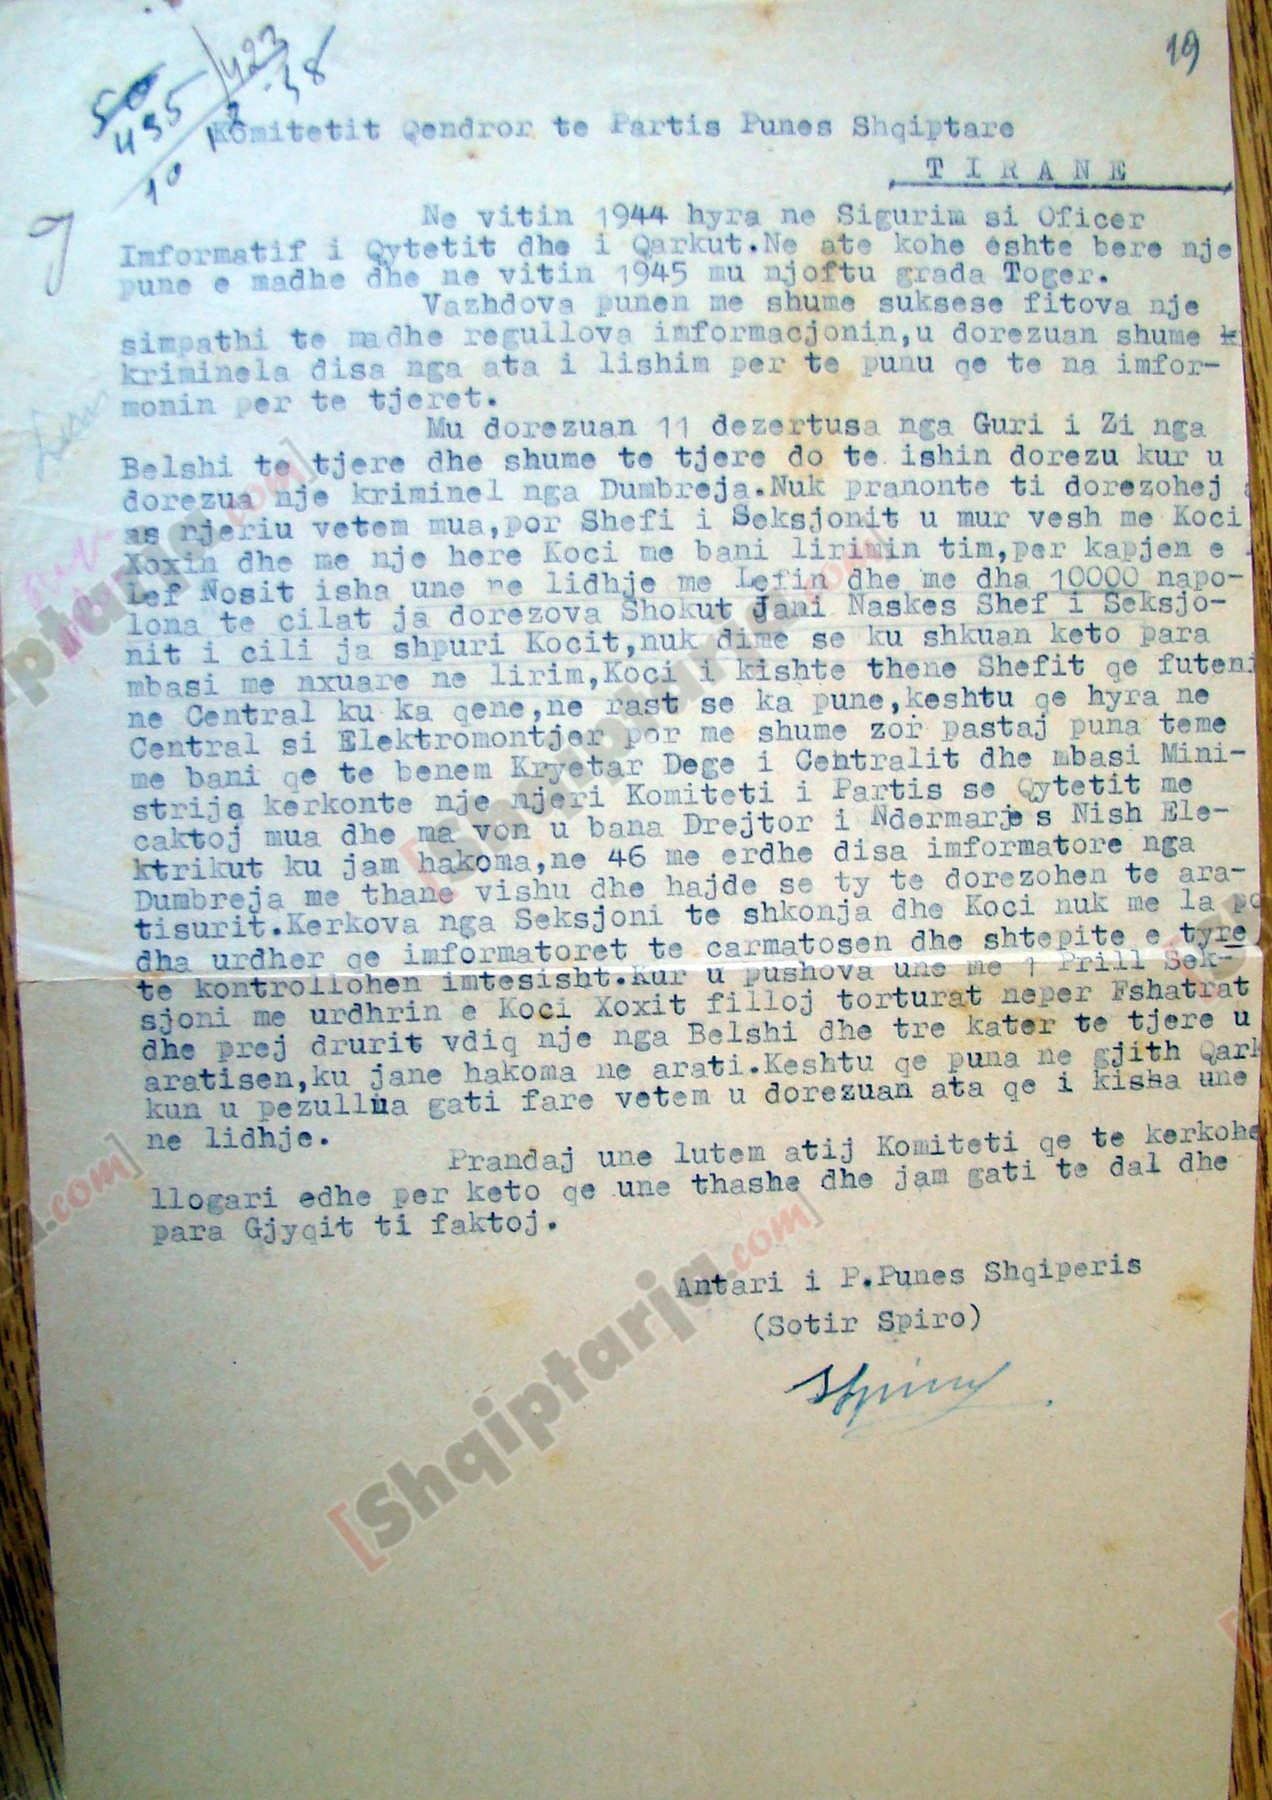 19
50
435
423
10
Komitetit Qendror te Partis Punes Shqiptare
T I R A N E
Ne vitin 1944 hyra ne Sigurim si Oficer
Imformatif i Qytetit dhe i Qarkut.Ne ate kohe eshte bere nje
pune e madhe dhe ne vitin 1945 mu njoftu grada Toger.
Vazhdova punen me shume suksese fitova nje
simpathi te madhe regullova imformacjonin,u dorezuan shume k
kriminela disa nga ata i lishim per te punu qe te na imfor-
monin per te tjeret.
Mu dorezuan 11 dezertusa nga Guri i Zi nga
Belshi te tjere dhe shume te tjere do te ishin dorezu kur u
dorezua nje kriminel nga Dumbreja.Nuk pranonte ti dorezohej a
as njeriu vetem mua,por Shefi i Seksjonit u mur vesh me Koci
Xoxin dhe me nje here Koci me bani lirimin tim,per kapjen e
Lef Nosit isha une ne lidhje me Lefin dhe me dha 10000 napo-
lona te cilat ja dorezova Shokut Jani Naskes Shef i Seksjo-
nit i cili ja shpuri Kocit,nuk dime se ku shkuan keto para
mbasi me nxuare ne lirim,Koci i kishte thene Shefit qe futeni
ne Central ku ka qene,ne rast se ka pune,keshtu qe hyra ne
Central si Elektromontjer por me shume zor pastaj puna teme
me bani qe te benem Kryetar Dege i Centralit dhe mbasi Mini-
strija kerkonte nje njeri Komiteti i Partis se Qytetit me
caktoj mua dhe ma von u bana Drejtor i Ndermarjes Nish Ele-
ktrikut ku jam hakoma,ne 46 me erdhe disa imformatore nga
Dumbreja me thane vishu dhe hajde se ty te dorezohen te ara-
tisurit.Kerkova nga Seksjoni te shkonja dhe Koci nuk me la po
dha urdher qe imformatoret te carmatosen dhe shtepite e tyre
te kontrollohen imtesisht.Kur u pushova une me 1 Prill Sek-
sjoni me urdhrin e Koci Xoxit filloj torturat neper Fshatrat
dhe prej drurit vdiq nje nga Belshi dhe tre kater te tjere u
aratisen,ku jane hakoma ne arati.Keshtu qe puna ne gjith Qark
kun u pezullua gati fare vetem u dorezuan ata qe i kisha une
ne lidhje.
Prandaj une lutem atij Komiteti qe te kerkohe
llogari edhe per keto qe une thashe dhe jam gati te dal dhe
para Gjyqit ti faktoj.
Antari i P.Punes Shqiperis
(Sotir Spiro)
[Shqiptarja.com]